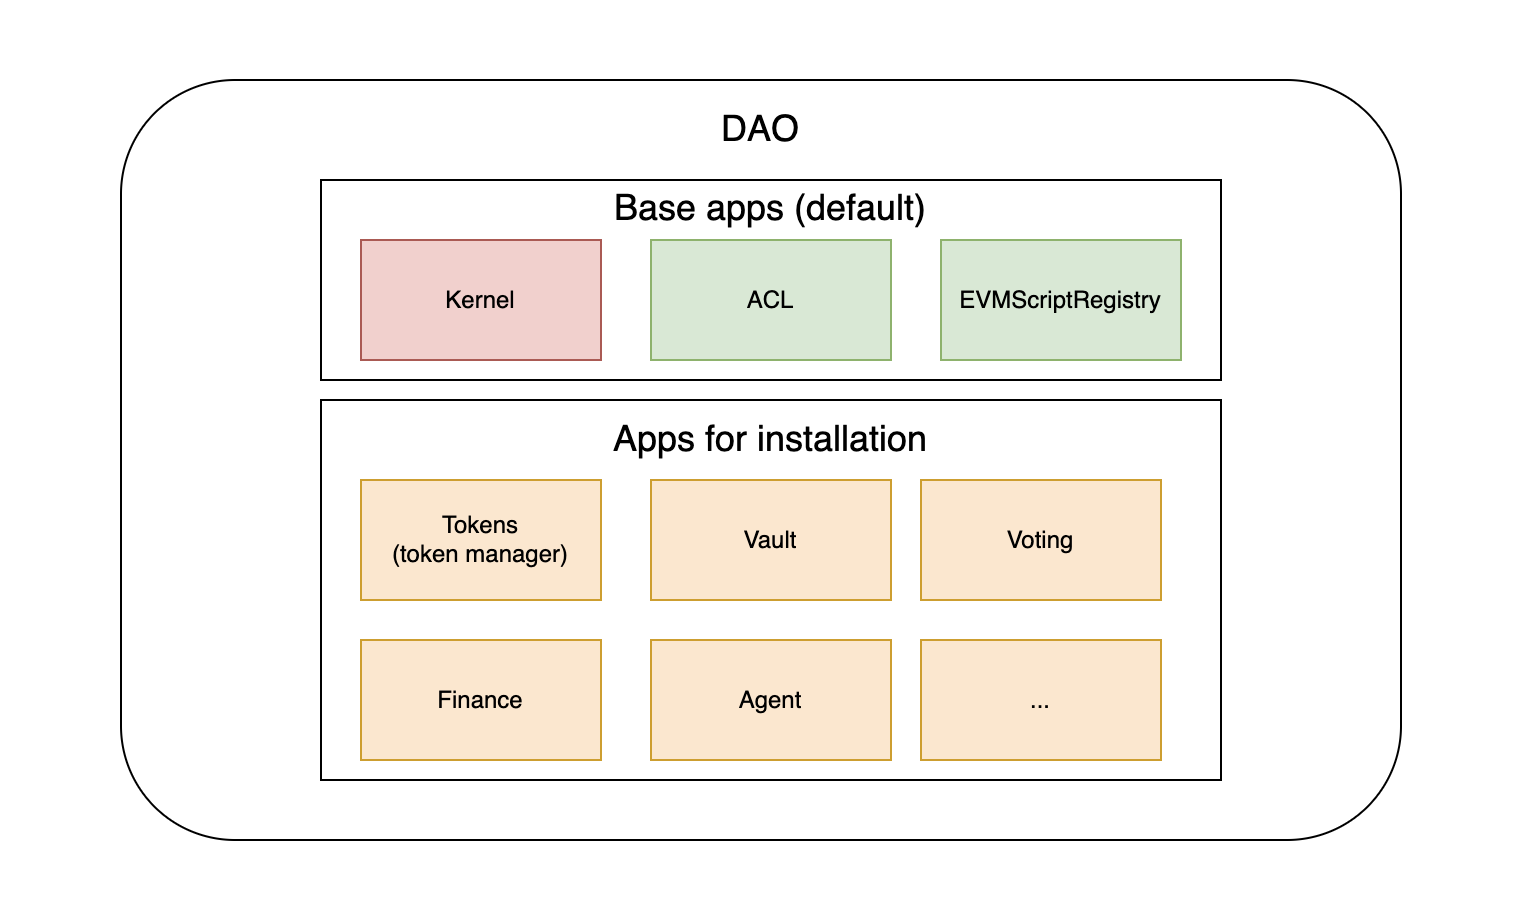 DAO
Base apps (default)
Kernel
ACL
EVMScriptRegistry
Apps for installation
Tokens
(token manager)
Vault
Voting
Finance
Agent
...